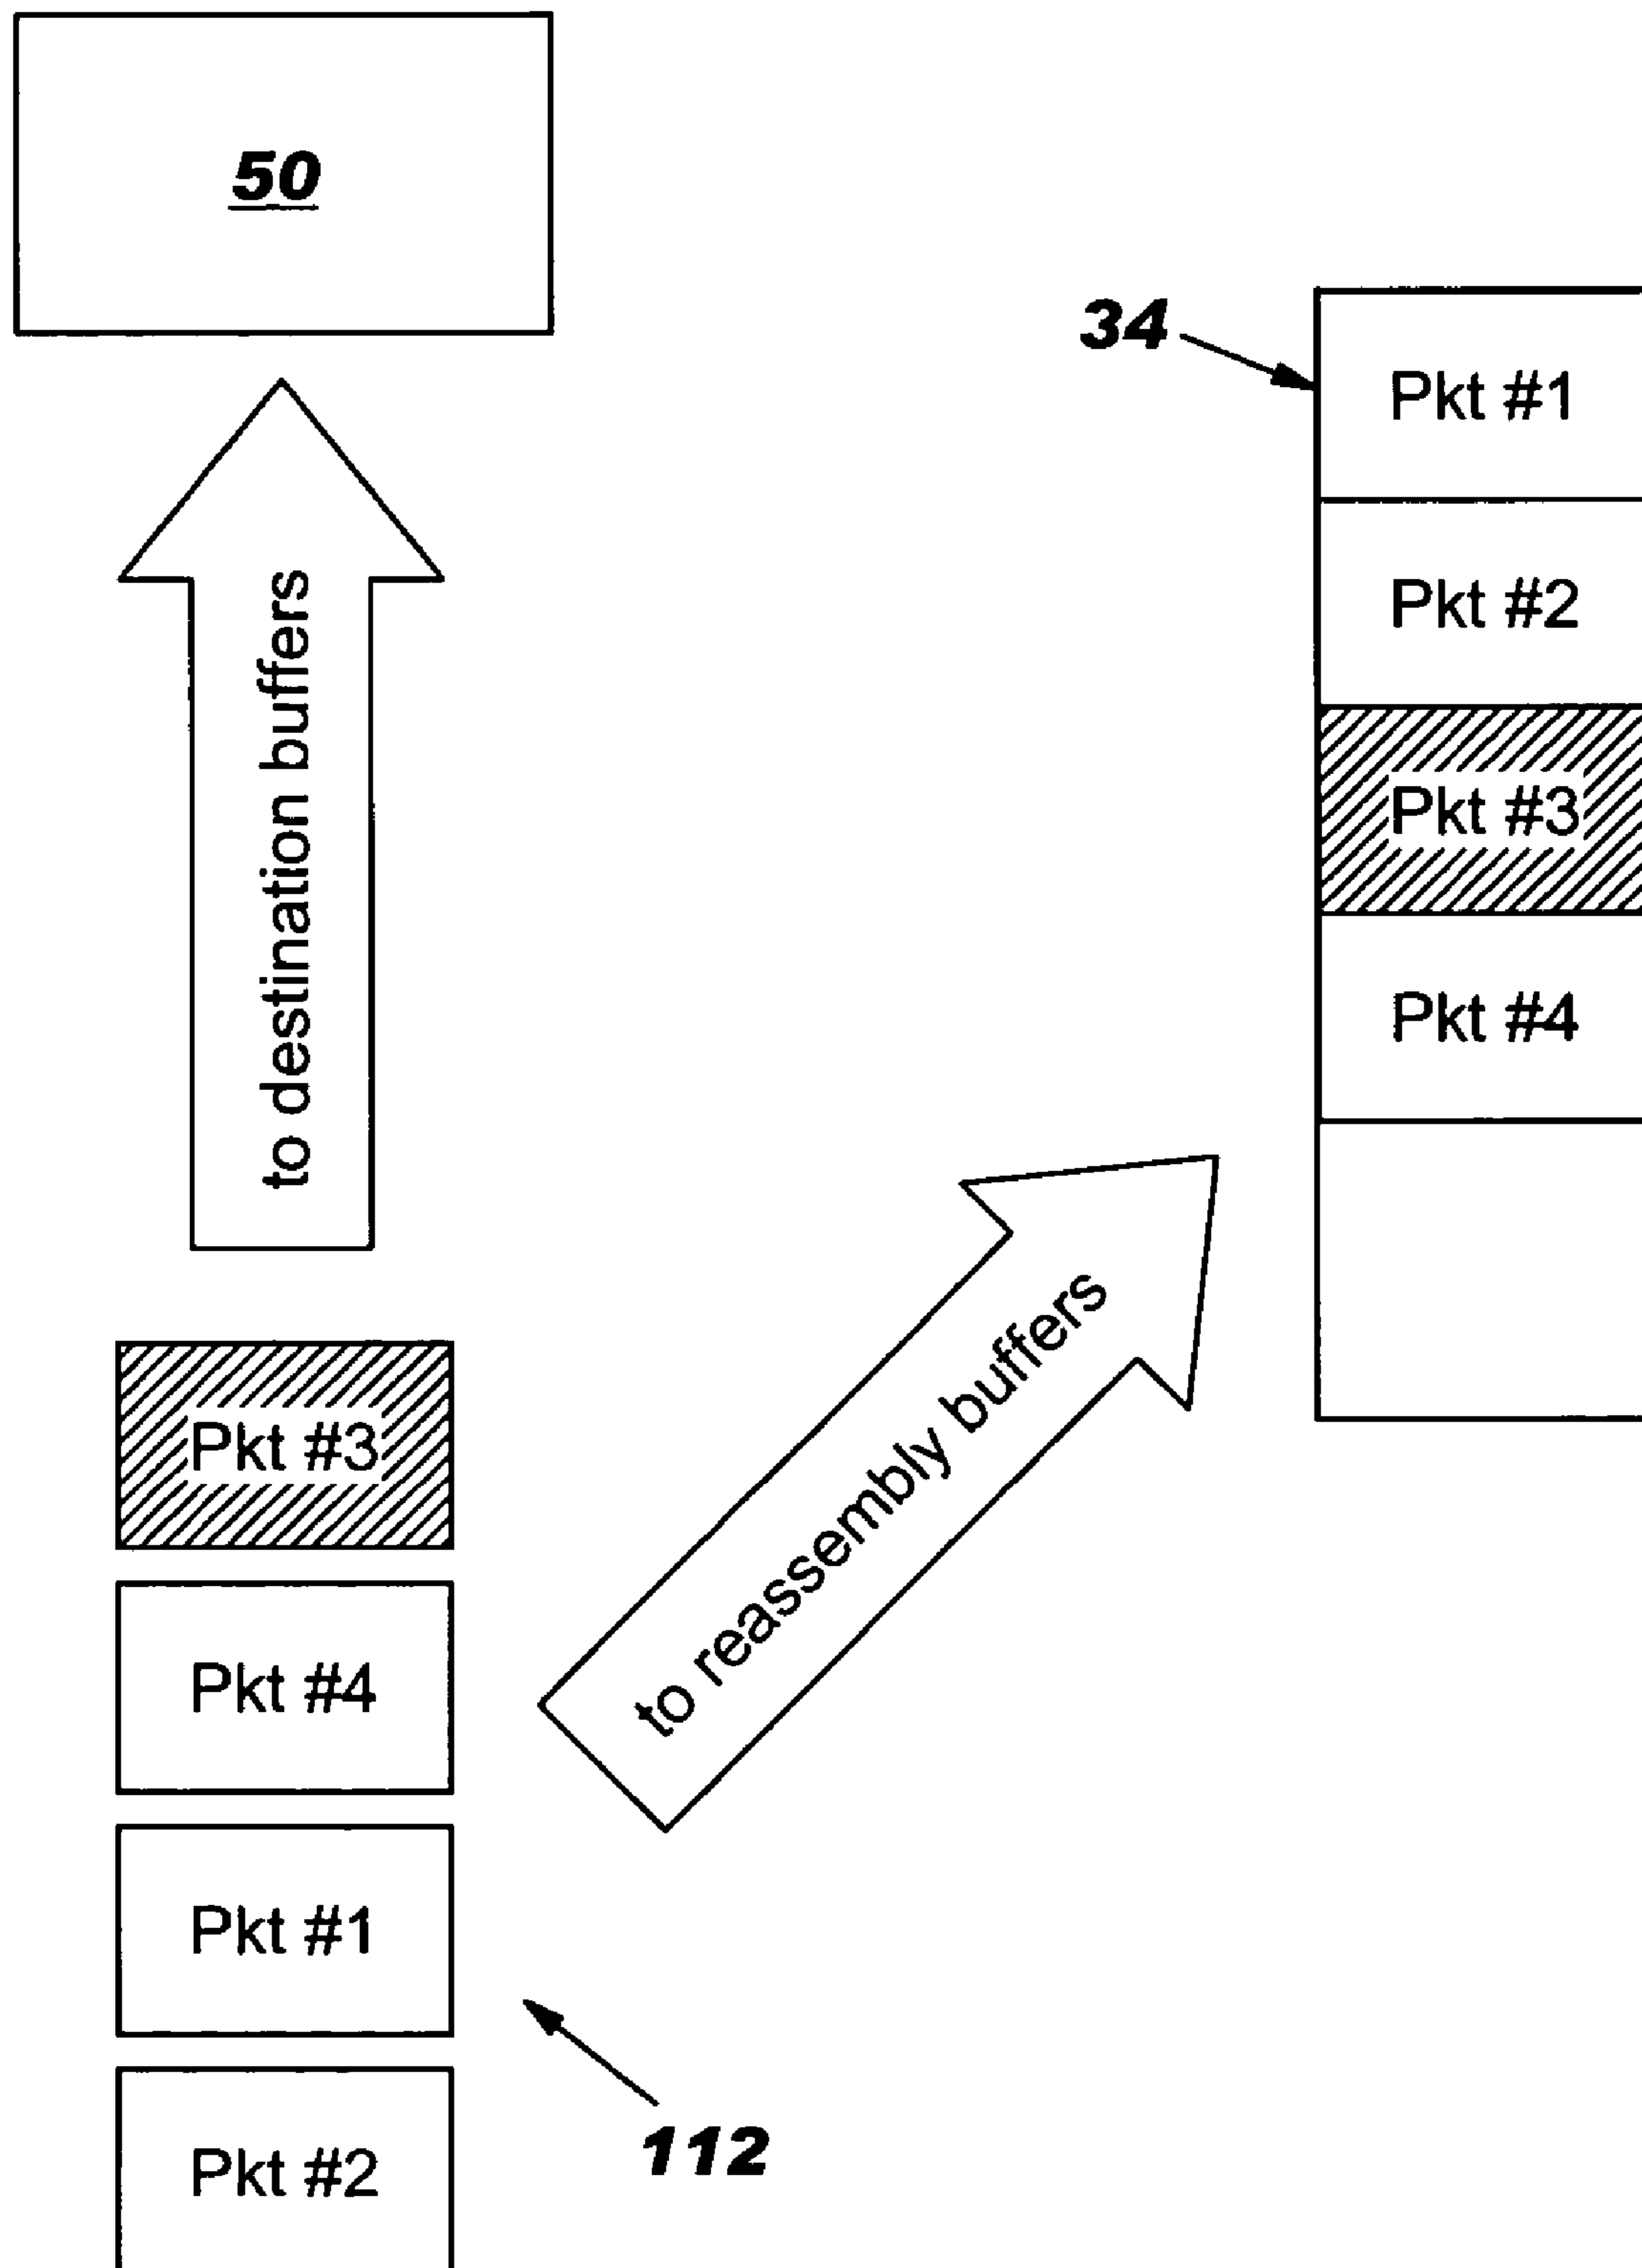 50
to destination buffers
Pkt #3
Pkt #4
Pkt #1
Pkt #2
112
to reassembly buffers
34
Pkt #1
Pkt #2
Pkt #3
Pkt #4